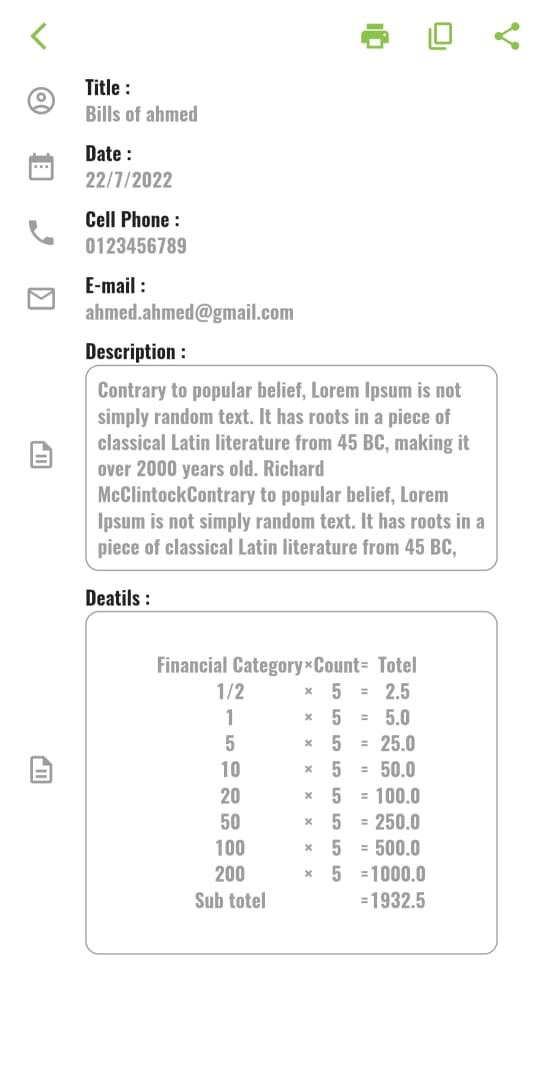 Title :
Bills of ahmed
Date :
22/7/2022
Cell Phone :
0123456789
E-mail :
ahmed.ahmed@gmail.com
Description :
Contrary to popular belief, Lorem Ipsum is not
simply random text. It has roots in a piece of
classical Latin literature from 45 BC, making it
over 2000 years old. Richard
McClintockContrary to popular belief, Lorem
Ipsum is not simply random text. It has roots in a
piece of classical Latin literature from 45 BC,
Deatils :
Financial Category×Count= Totel
1/2 × 5 = 2.5
1 × 5 = 5.0
5 × 5 = 25.0
10 × 5 = 50.0
20 × 5 = 100.0
50 × 5 = 250.0
100 × 5 = 500.0
200 × 5 =1000.0
Sub totel =1932.5